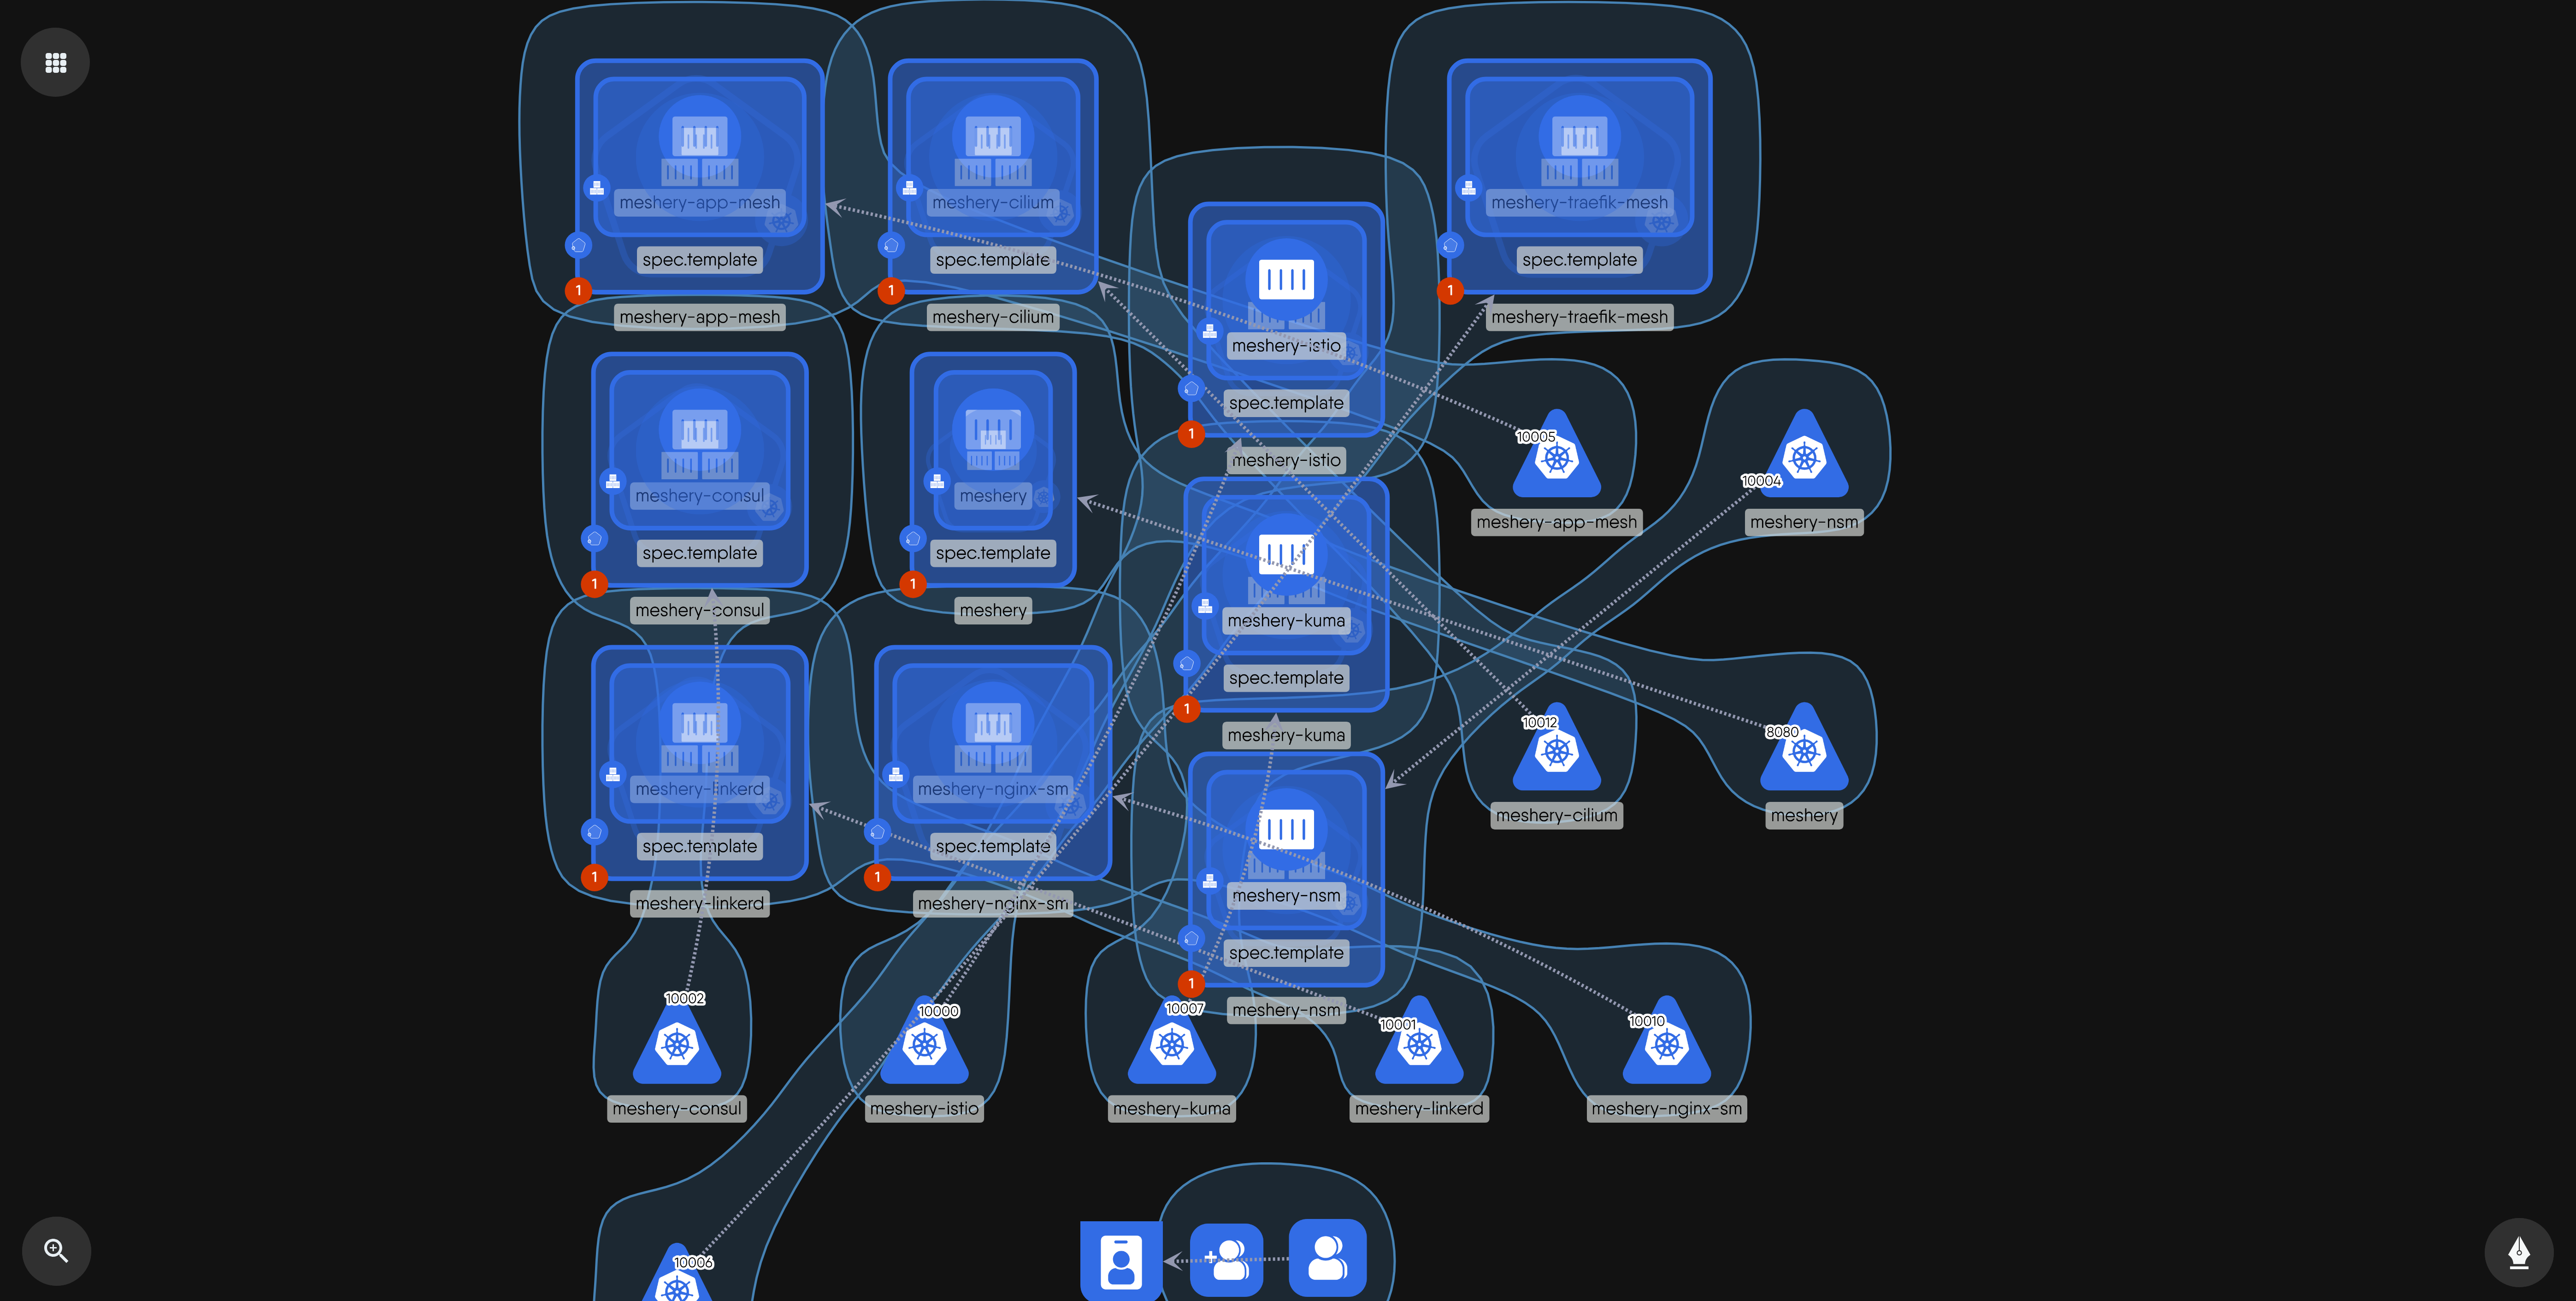 meshery-app-mesh
spec.template
1
meshery-app-mesh
meshery-cilium
spec.template
1
meshery-cilium
meshery-traefik-mesh
spec.template
1
meshery-traefik-mesh
meshery-istio
spec.template
1
meshery-istio
meshery-consul
spec.template
1
meshery-consul
meshery
spec.template
1
meshery
10005
meshery-app-mesh
10004
meshery-nsm
meshery-kuma
spec.template
1
meshery-kuma
meshery-linkerd
spec.template
1
meshery-linkerd
meshery-nginx-sm
spec.template
1
meshery-nginx-sm
10012
meshery-cilium
8080
meshery
meshery-nsm
spec.template
1
meshery-nsm
10002
meshery-consul
10000
meshery-istio
10007
meshery-kuma
10001
meshery-linkerd
10010
meshery-nginx-sm
10006